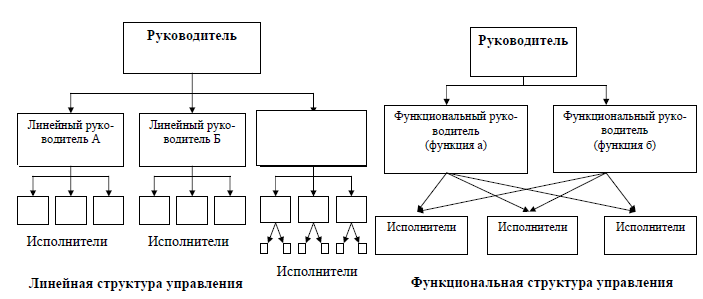 Руководитель
Линейный руко-
водитель А
Линейный руко-
водитель Б
Исполнители
Исполнители
Исполнители
Линейная структура управления
Руководитель
Функциональный руко-
водитель
(функция а)
Функциональный руко-
водитель
(функция б)
Исполнители
Исполнители
Исполнители
Функциональная структура управления